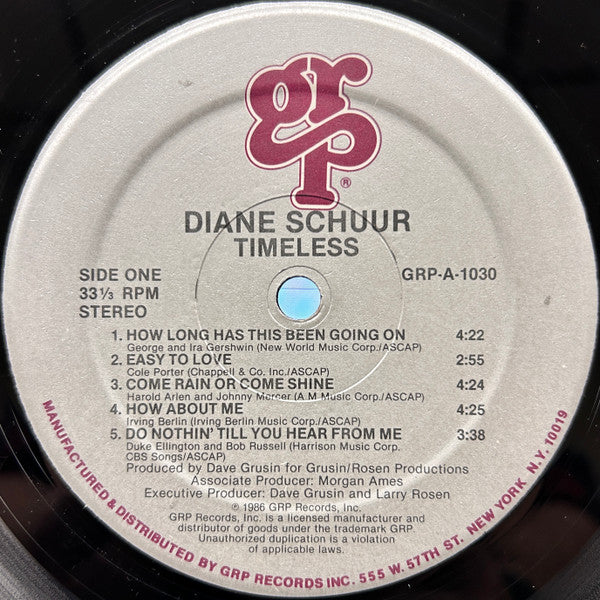 grp®
DIANE SCHUUR
TIMELESS
SIDE ONE
33⅓ RPM
STEREO
GRP-A-1030
1. HOW LONG HAS THIS BEEN GOING ON 4:22
George and Ira Gershwin (New World Music Corp./ASCAP)
2. EASY TO LOVE 2:55
Cole Porter (Chappell & Co. Inc./ASCAP)
3. COME RAIN OR COME SHINE 4:24
Harold Arlen and Johnny Mercer (A M Music Corp./ASCAP)
4. HOW ABOUT ME 4:25
Irving Berlin (Irving Berlin Music Corp./ASCAP)
5. DO NOTHIN' TILL YOU HEAR FROM ME 3:38
Duke Ellington and Bob Russell (Harrison Music Corp.
CBS Songs/ASCAP)
Produced by Dave Grusin for Grusin/Rosen Productions
Associate Producer: Morgan Ames
Executive Producer: Dave Grusin and Larry Rosen
℗ 1986 GRP Records, Inc.
GRP Records, Inc. is a licensed manufacturer and
distributor of goods under the trademark GRP.
Unauthorized duplication is a violation
of applicable laws.
MANUFACTURED & DISTRIBUTED BY GRP RECORDS INC. 555 W. 57TH ST. NEW YORK N.Y. 10019